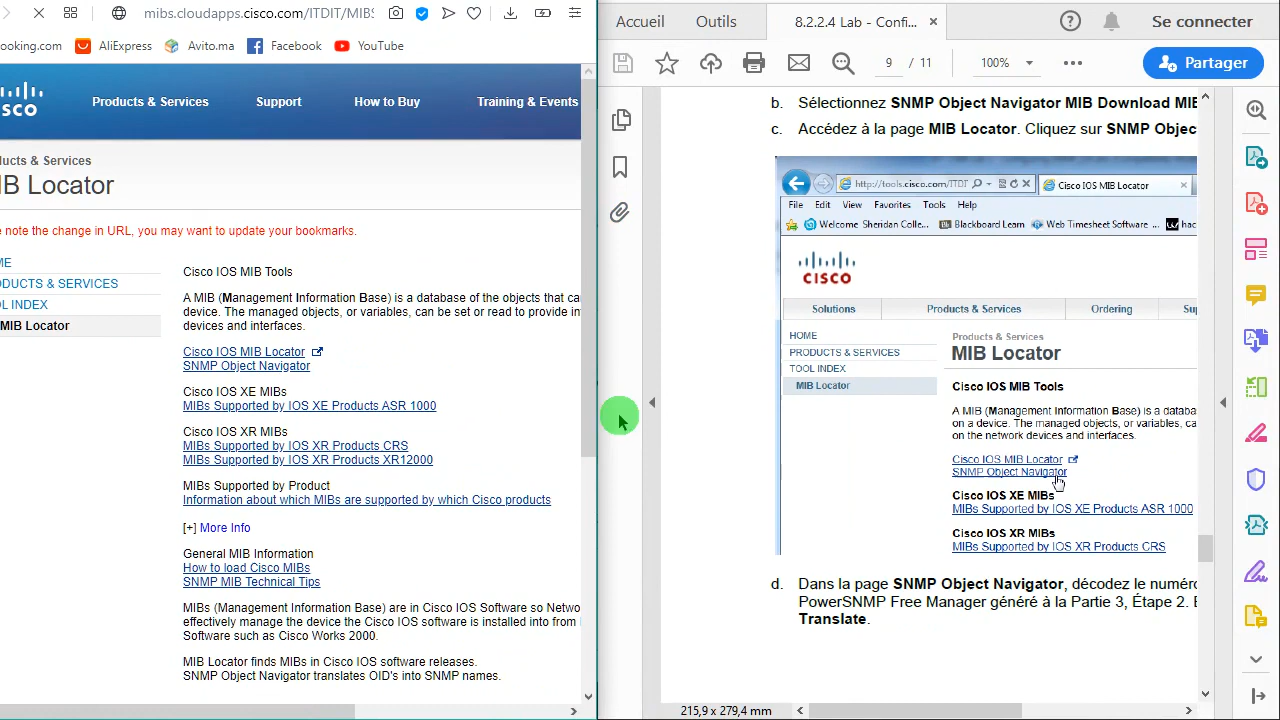 mibs.cloudapps.cisco.com/ITDIT/MIBS
ooking.com
AliExpress
Avito.ma
Facebook
YouTube
CISCO
Products & Services
Support
How to Buy
Training & Events
ucts & Services
IB Locator
e note the change in URL, you may want to update your bookmarks.
ME
ODUCTS & SERVICES
OL INDEX
MIB Locator
Cisco IOS MIB Tools
A MIB (Management Information Base) is a database of the objects that ca
device. The managed objects, or variables, can be set or read to provide in
devices and interfaces.
Cisco IOS MIB Locator
SNMP Object Navigator
Cisco IOS XE MIBs
MIBs Supported by IOS XE Products ASR 1000
Cisco IOS XR MIBs
MIBs Supported by IOS XR Products CRS
MIBs Supported by IOS XR Products XR12000
MIBs Supported by Product
Information about which MIBs are supported by which Cisco products
[+] More Info
General MIB Information
How to load Cisco MIBs
SNMP MIB Technical Tips
MIBs (Management Information Base) are in Cisco IOS Software so Netwo
effectively manage the device the Cisco IOS software is installed into from
Software such as Cisco Works 2000.
MIB Locator finds MIBs in Cisco IOS software releases.
SNMP Object Navigator translates OID's into SNMP names.
Accueil
Outils
8.2.2.4 Lab - Confi...
Se connecter
9 / 11
100%
Partager
b. Sélectionnez SNMP Object Navigator MIB Download MIB
c. Accédez à la page MIB Locator. Cliquez sur SNMP Objec
http://tools.cisco.com/ITDI
Cisco IOS MIB Locator
File Edit View Favorites Tools Help
Welcome Sheridan Colle...
Blackboard Learn
Web Timesheet Software ...
hac
CISCO
Solutions
Products & Services
Ordering
Su
HOME
PRODUCTS & SERVICES
TOOL INDEX
MIB Locator
Products & Services
MIB Locator
Cisco IOS MIB Tools
A MIB (Management Information Base) is a databa
on a device. The managed objects, or variables, ca
on the network devices and interfaces.
Cisco IOS MIB Locator
SNMP Object Navigator
Cisco IOS XE MIBs
MIBs Supported by IOS XE Products ASR 1000
Cisco IOS XR MIBs
MIBs Supported by IOS XR Products CRS
d. Dans la page SNMP Object Navigator, décodez le numéro
PowerSNMP Free Manager généré à la Partie 3, Étape 2. E
Translate.
215,9 x 279,4 mm